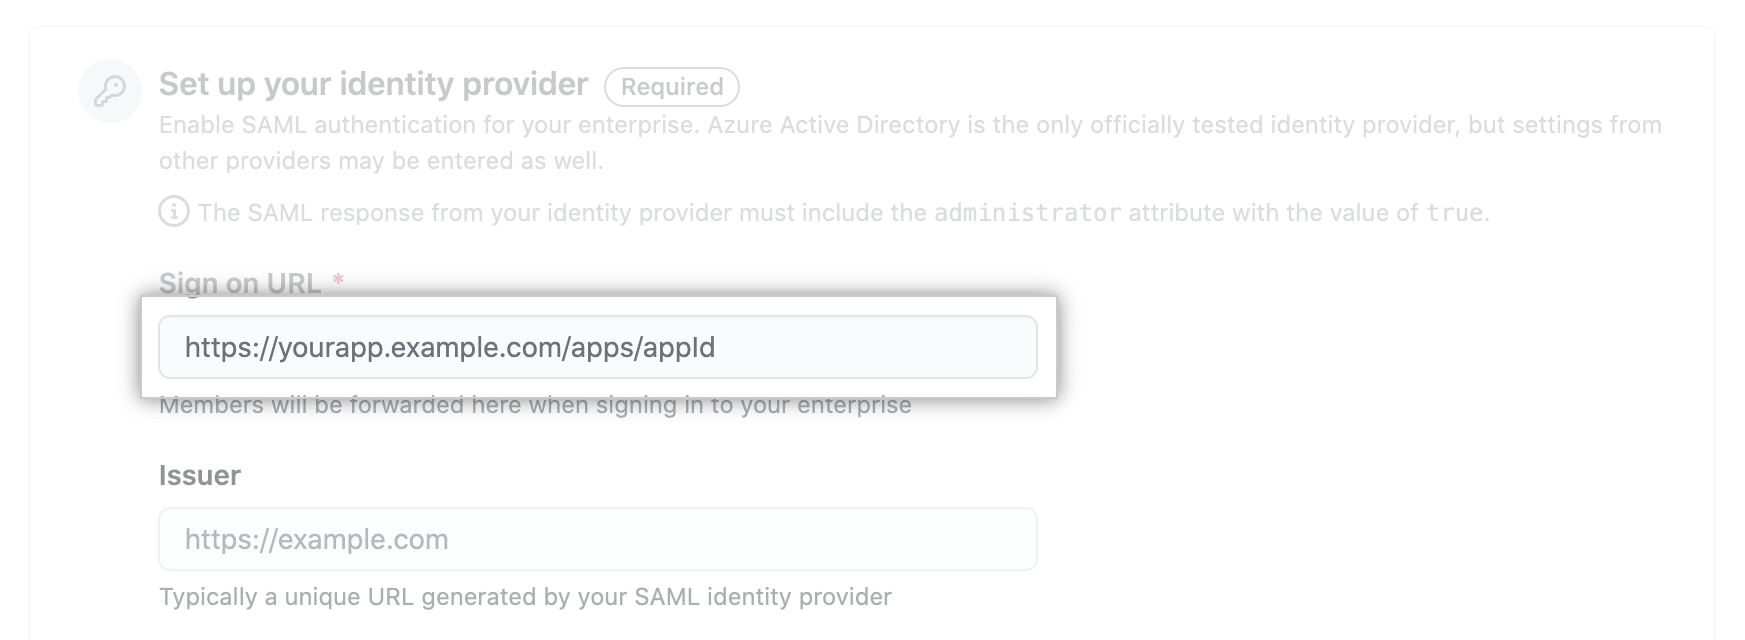 Set up your identity provider Required
Enable SAML authentication for your enterprise. Azure Active Directory is the only officially tested identity provider, but settings from
other providers may be entered as well.
The SAML response from your identity provider must include the administrator attribute with the value of true.
Sign on URL *
https://yourapp.example.com/apps/appId
Members will be forwarded here when signing in to your enterprise
Issuer
https://example.com
Typically a unique URL generated by your SAML identity provider